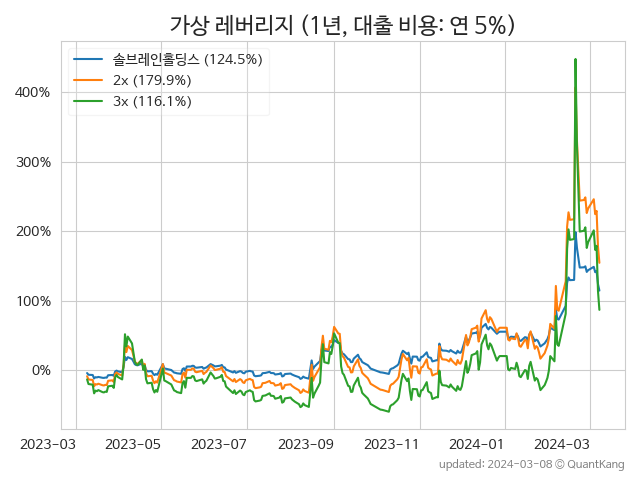 가상 레버리지 (1년, 대출 비용: 연 5%)
솔브레인홀딩스 (124.5%)
2x (179.9%)
3x (116.1%)
400%
300%
200%
100%
0%
2023-03 2023-05 2023-07 2023-09 2023-11 2024-01 2024-03
updated: 2024-03-08 © QuantKang